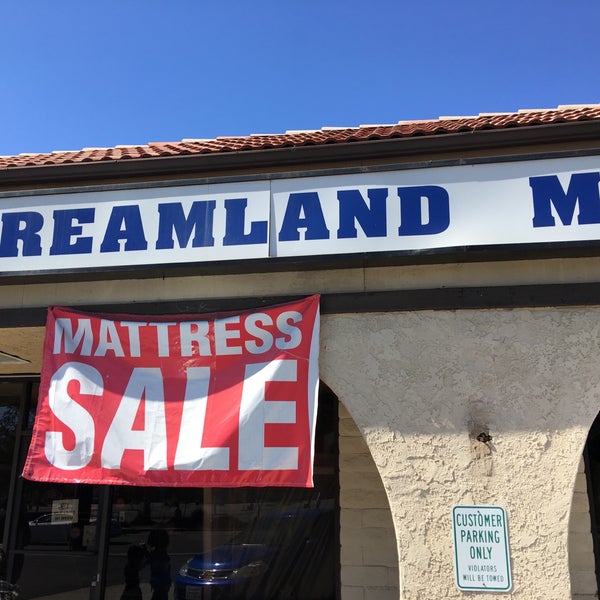 REAMLAND M
MATTRESS
SALE
CUSTOMER
PARKING
ONLY
VIOLATORS
WILL BE TOWED